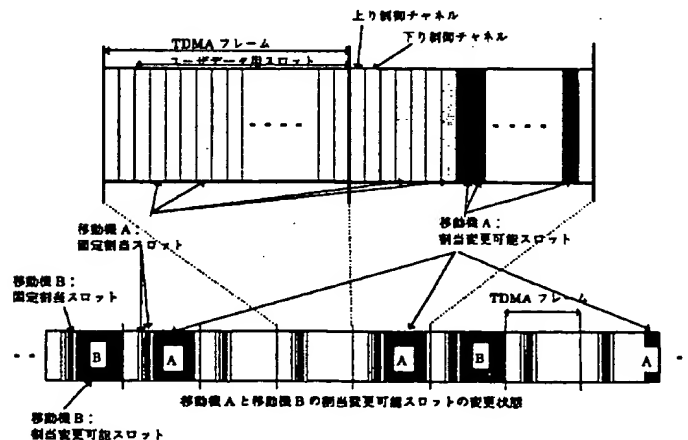 上り制御チャネル
下り制御チャネル
TDMA フレーム
ユーザデータ用スロット
移動機 A：
固定割当スロット
移動機 A：
割当変更可能スロット
移動機 B：
固定割当スロット
TDMA フレーム
B
A
A
B
A
移動機 A と移動機 B の割当変更可能スロットの変更状態
移動機 B：
割当変更可能スロット